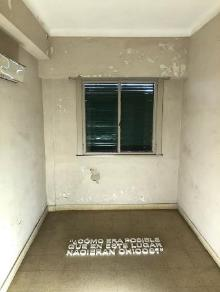 "¿CÓMO ERA POSIBLE
QUE EN ESTE LUGAR
NACIERAN CHICOS?"